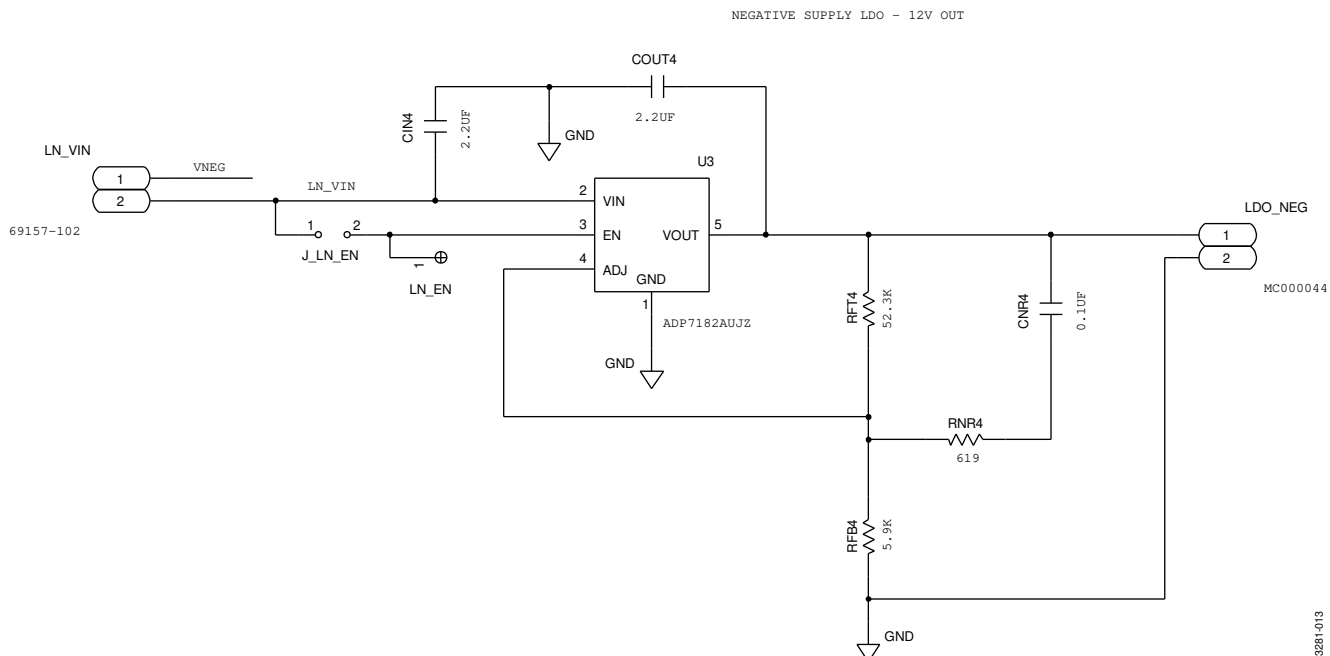 NEGATIVE SUPPLY LDO - 12V OUT
COUT4
2.2UF
CIN4
2.2UF
GND
LN_VIN
1
2
VNEG
LN_VIN
69157-102
1
2
J_LN_EN
1
LN_EN
U3
2
VIN
3
EN
4
ADJ
VOUT
5
GND
1
ADP7182AUJZ
GND
LDO_NEG
1
2
MC000044
RFT4
52.3K
CNR4
0.1UF
RNR4
619
RFB4
5.9K
GND
3281-013